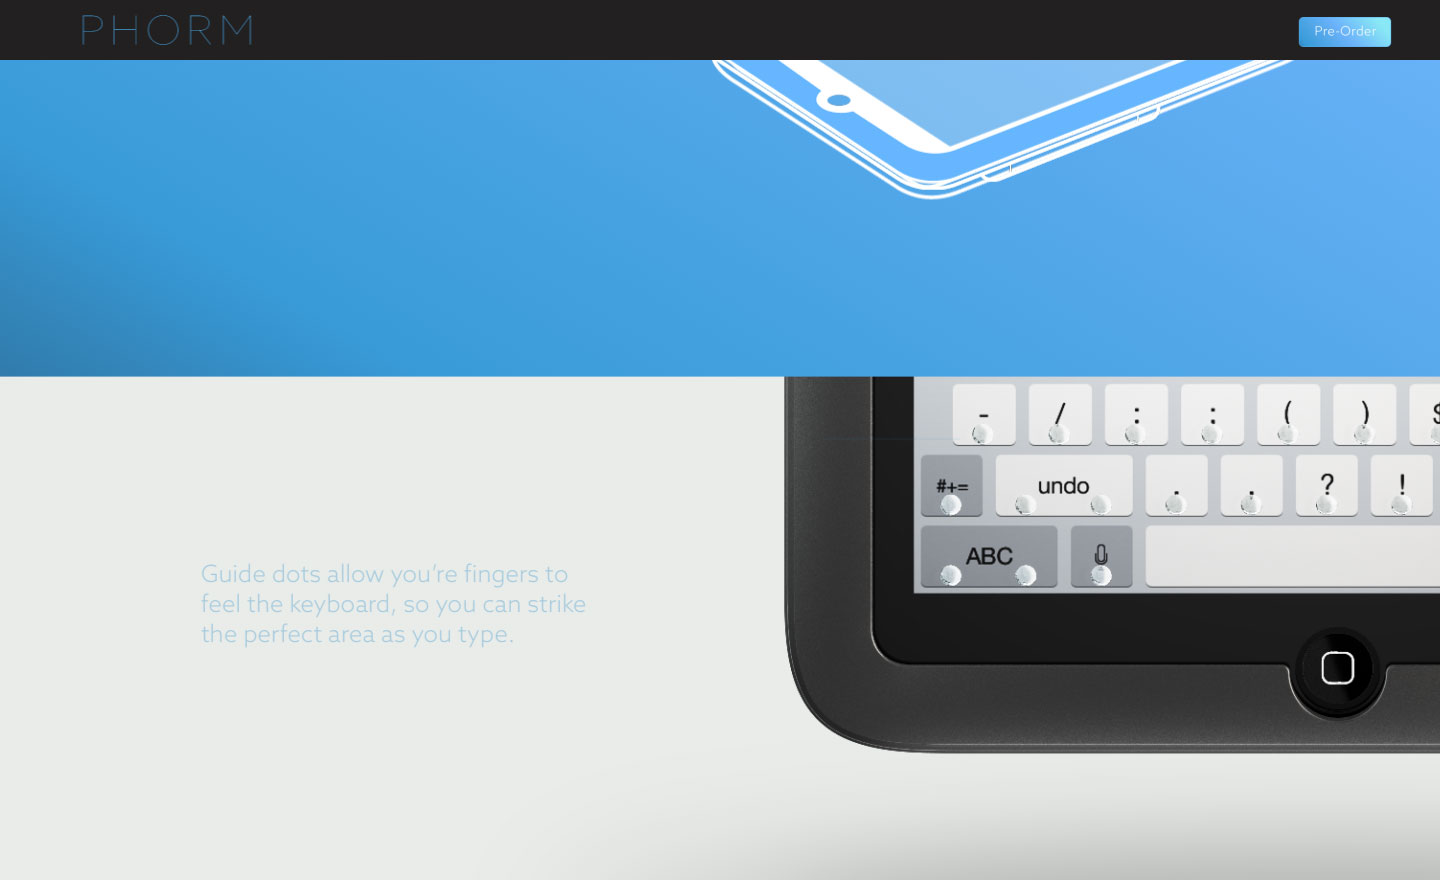 PHORM
Pre-Order
- / : : ( ) $
#+= undo . . ? !
ABC
Guide dots allow you’re fingers to
feel the keyboard, so you can strike
the perfect area as you type.